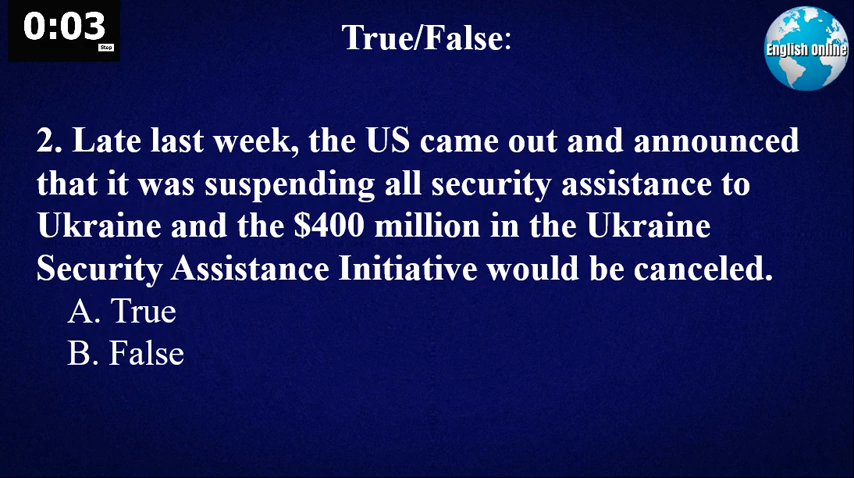 0:03
Stop
True/False:
English Online
2. Late last week, the US came out and announced
that it was suspending all security assistance to
Ukraine and the $400 million in the Ukraine
Security Assistance Initiative would be canceled.
A. True
B. False